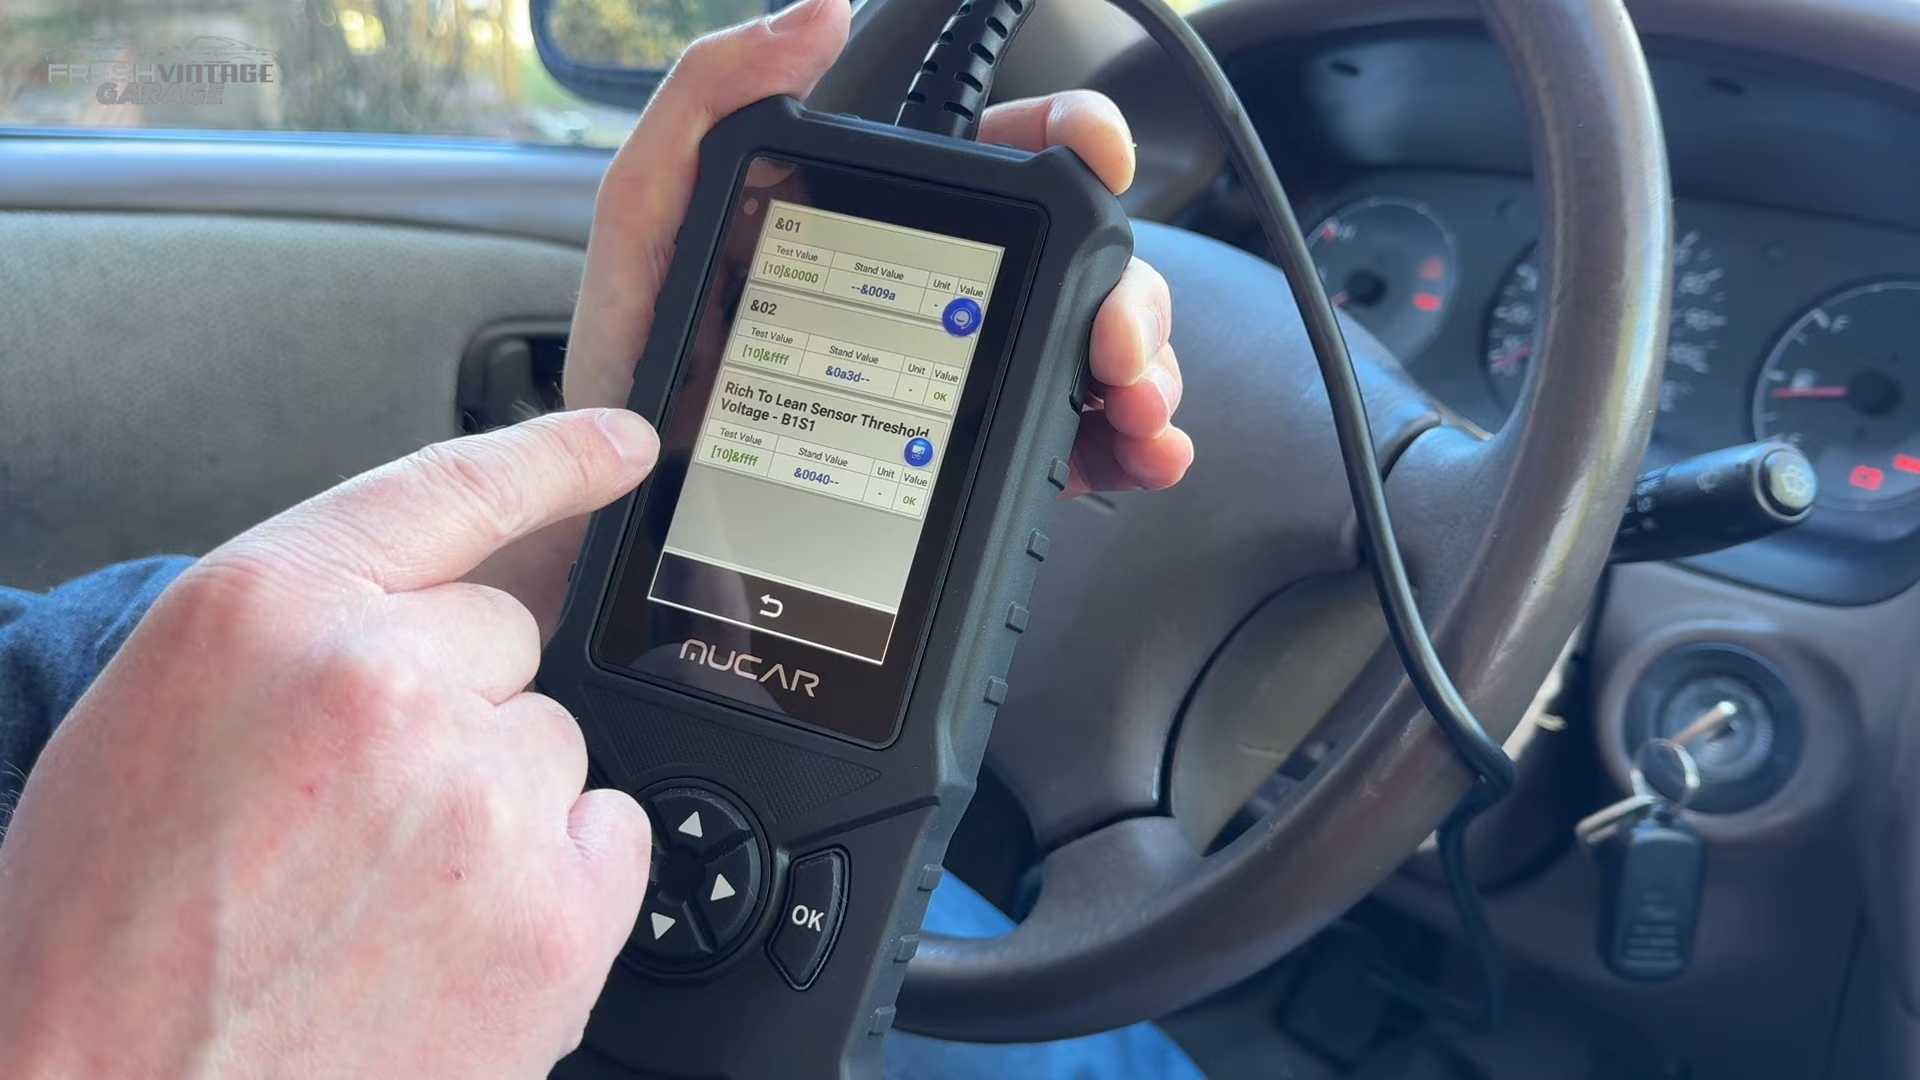 FRESHVINTAGE
GARAGE
&01
Test Value Stand Value Unit Value
[10]&0000 --&009a -
&02
Test Value Stand Value Unit Value
[10]&ffff &0a3d-- - OK
Rich To Lean Sensor Threshold
Voltage - B1S1
Test Value Stand Value Unit Value
[10]&ffff &0040-- - OK
MUCAR
OK
F